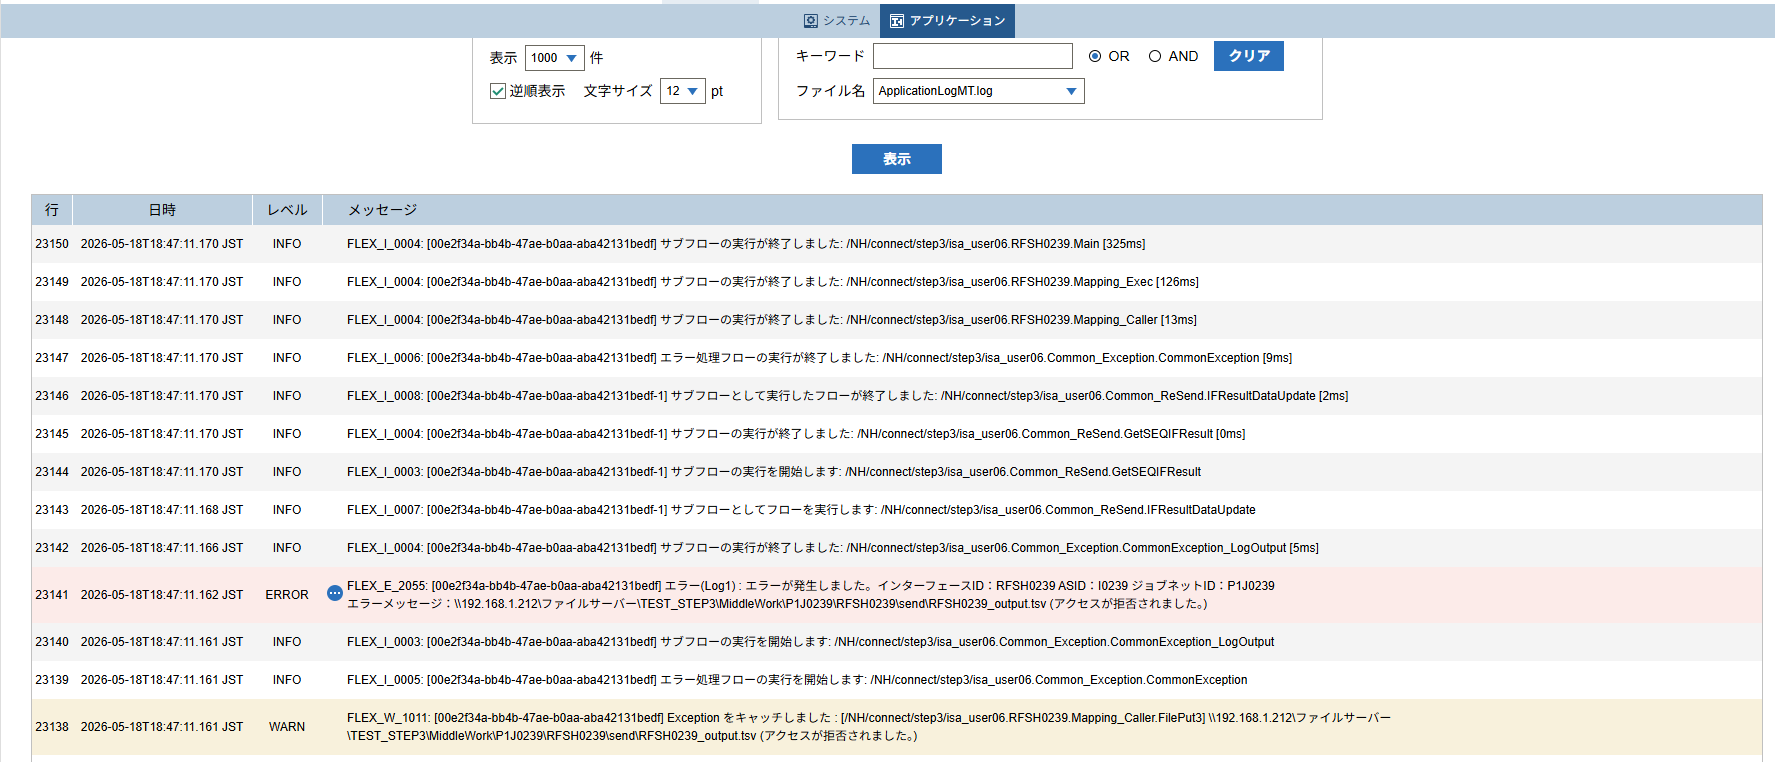 システム アプリケーション
表示 1000 件
逆順表示 文字サイズ 12 pt
キーワード OR AND クリア
ファイル名 ApplicationLogMT.log
表示
行 日時 レベル メッセージ
23150 2026-05-18T18:47:11.170 JST INFO FLEX_I_0004: [00e2f34a-bb4b-47ae-b0aa-aba42131bedf] サブフローの実行が終了しました: /NH/connect/step3/isa_user06.RFSH0239.Main [325ms]
23149 2026-05-18T18:47:11.170 JST INFO FLEX_I_0004: [00e2f34a-bb4b-47ae-b0aa-aba42131bedf] サブフローの実行が終了しました: /NH/connect/step3/isa_user06.RFSH0239.Mapping_Exec [126ms]
23148 2026-05-18T18:47:11.170 JST INFO FLEX_I_0004: [00e2f34a-bb4b-47ae-b0aa-aba42131bedf] サブフローの実行が終了しました: /NH/connect/step3/isa_user06.RFSH0239.Mapping_Caller [13ms]
23147 2026-05-18T18:47:11.170 JST INFO FLEX_I_0006: [00e2f34a-bb4b-47ae-b0aa-aba42131bedf] エラー処理フローの実行が終了しました: /NH/connect/step3/isa_user06.Common_Exception.CommonException [9ms]
23146 2026-05-18T18:47:11.170 JST INFO FLEX_I_0008: [00e2f34a-bb4b-47ae-b0aa-aba42131bedf-1] サブフローとして実行したフローが終了しました: /NH/connect/step3/isa_user06.Common_ReSend.IFResultDataUpdate [2ms]
23145 2026-05-18T18:47:11.170 JST INFO FLEX_I_0004: [00e2f34a-bb4b-47ae-b0aa-aba42131bedf-1] サブフローの実行が終了しました: /NH/connect/step3/isa_user06.Common_ReSend.GetSEQIFResult [0ms]
23144 2026-05-18T18:47:11.170 JST INFO FLEX_I_0003: [00e2f34a-bb4b-47ae-b0aa-aba42131bedf-1] サブフローの実行を開始します: /NH/connect/step3/isa_user06.Common_ReSend.GetSEQIFResult
23143 2026-05-18T18:47:11.168 JST INFO FLEX_I_0007: [00e2f34a-bb4b-47ae-b0aa-aba42131bedf-1] サブフローとしてフローを実行します: /NH/connect/step3/isa_user06.Common_ReSend.IFResultDataUpdate
23142 2026-05-18T18:47:11.166 JST INFO FLEX_I_0004: [00e2f34a-bb4b-47ae-b0aa-aba42131bedf] サブフローの実行が終了しました: /NH/connect/step3/isa_user06.Common_Exception.CommonException_LogOutput [5ms]
23141 2026-05-18T18:47:11.162 JST ERROR FLEX_E_2055: [00e2f34a-bb4b-47ae-b0aa-aba42131bedf] エラー(Log1) : エラーが発生しました。インターフェースID：RFSH0239 ASID：I0239 ジョブネットID：P1J0239
エラーメッセージ：\\192.168.1.212\ファイルサーバー\TEST_STEP3\MiddleWork\P1J0239\RFSH0239\send\RFSH0239_output.tsv (アクセスが拒否されました。)
23140 2026-05-18T18:47:11.161 JST INFO FLEX_I_0003: [00e2f34a-bb4b-47ae-b0aa-aba42131bedf] サブフローの実行を開始します: /NH/connect/step3/isa_user06.Common_Exception.CommonException_LogOutput
23139 2026-05-18T18:47:11.161 JST INFO FLEX_I_0005: [00e2f34a-bb4b-47ae-b0aa-aba42131bedf] エラー処理フローの実行を開始します: /NH/connect/step3/isa_user06.Common_Exception.CommonException
23138 2026-05-18T18:47:11.161 JST WARN FLEX_W_1011: [00e2f34a-bb4b-47ae-b0aa-aba42131bedf] Exception をキャッチしました : [/NH/connect/step3/isa_user06.RFSH0239.Mapping_Caller.FilePut3] \\192.168.1.212\ファイルサーバー
\TEST_STEP3\MiddleWork\P1J0239\RFSH0239\send\RFSH0239_output.tsv (アクセスが拒否されました。)